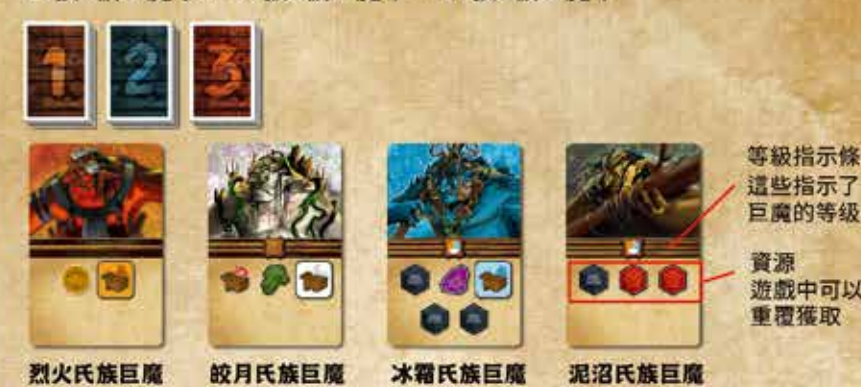 1 2 3
等級指示條
這些指示了
巨魔的等级
資源
遊戲中可以
重覆獲取
烈火氏族巨魔 皎月氏族巨魔 冰霜氏族巨魔 泥沼氏族巨魔